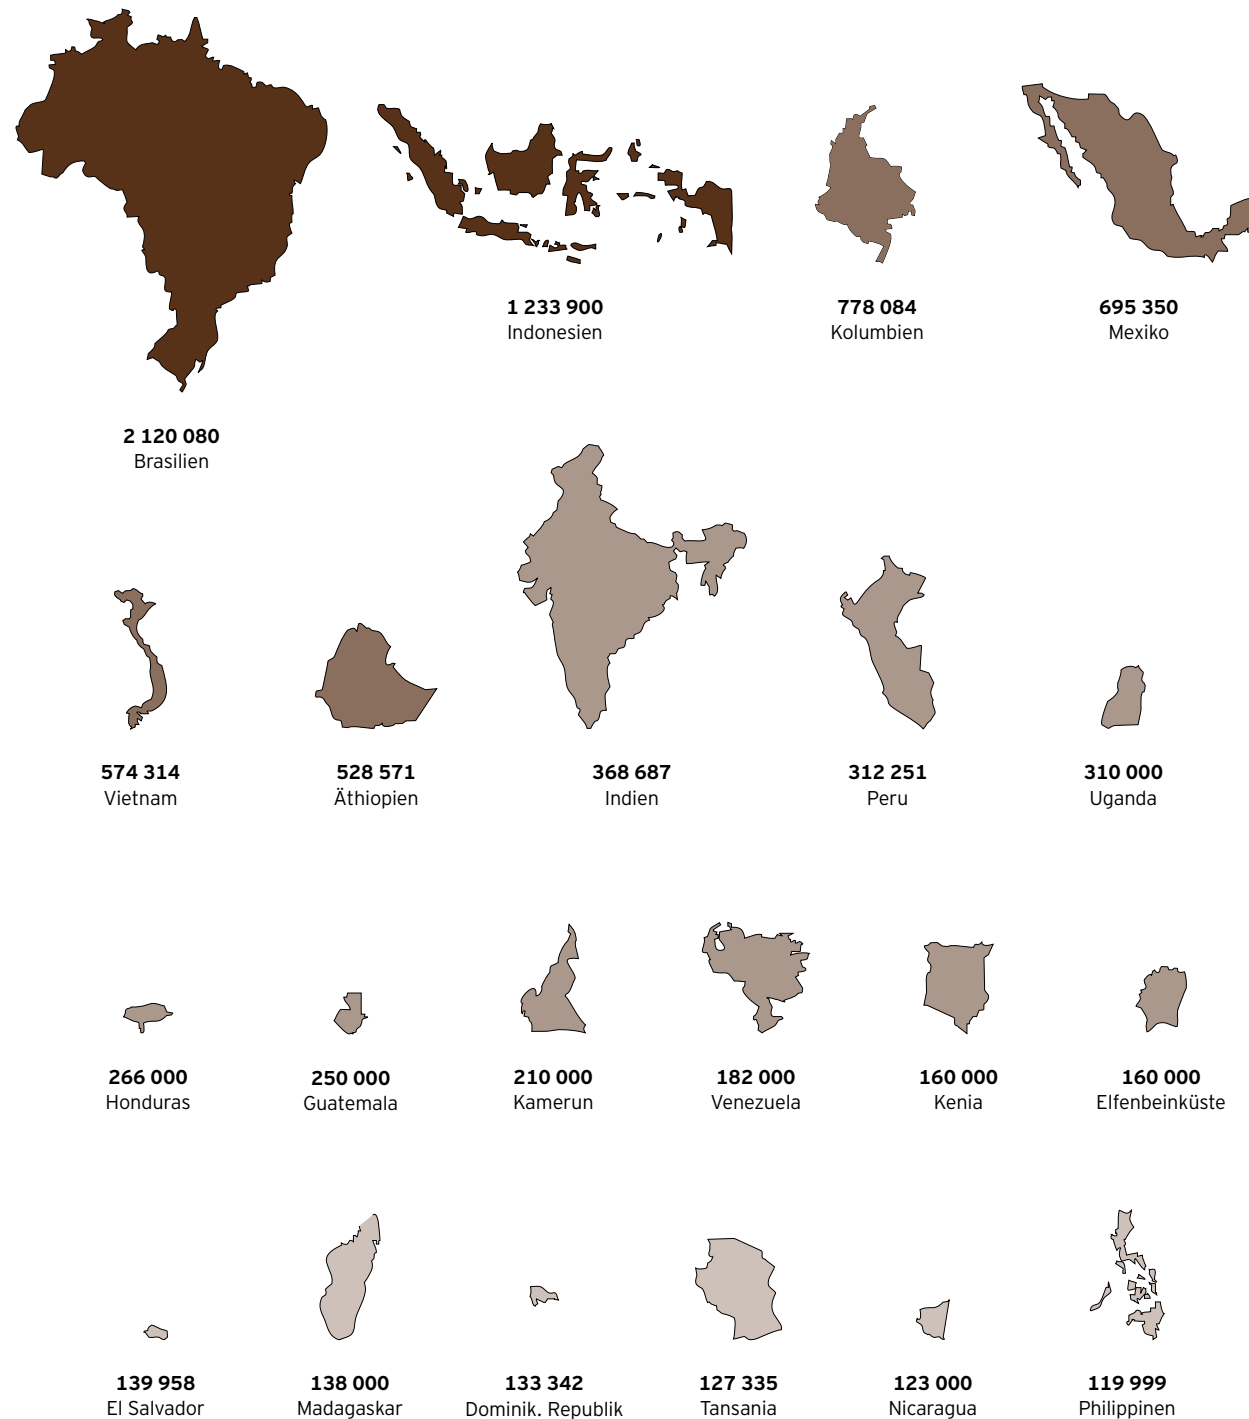 1 233 900
Indonesien
778 084
Kolumbien
695 350
Mexiko
2 120 080
Brasilien
574 314
Vietnam
528 571
Äthiopien
368 687
Indien
312 251
Peru
310 000
Uganda
266 000
Honduras
250 000
Guatemala
210 000
Kamerun
182 000
Venezuela
160 000
Kenia
160 000
Elfenbeinküste
139 958
El Salvador
138 000
Madagaskar
133 342
Dominik. Republik
127 335
Tansania
123 000
Nicaragua
119 999
Philippinen